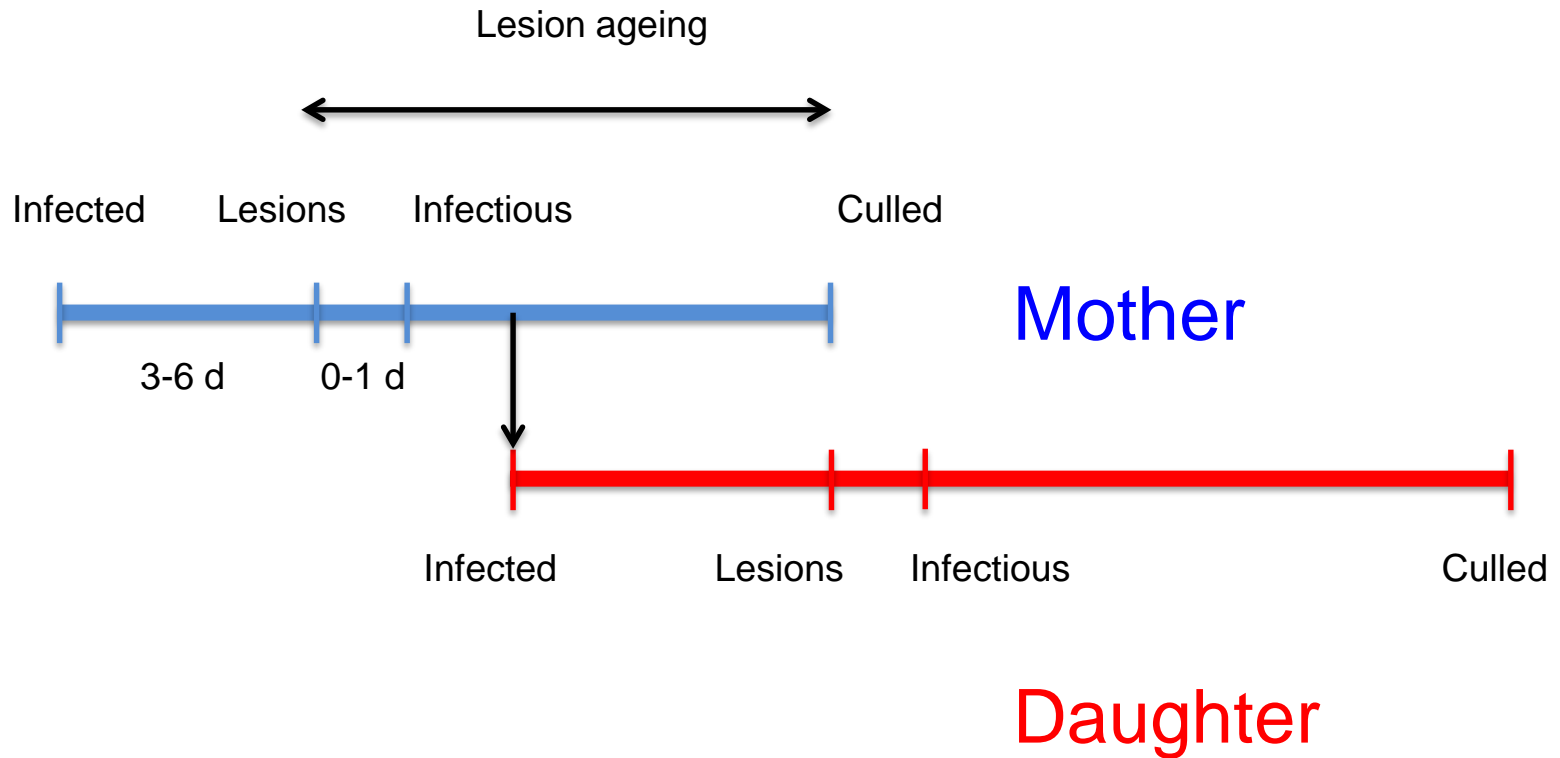 Lesion ageing
Infected Lesions Infectious Culled
Mother
3-6 d 0-1 d
Infected Lesions Infectious Culled
Daughter